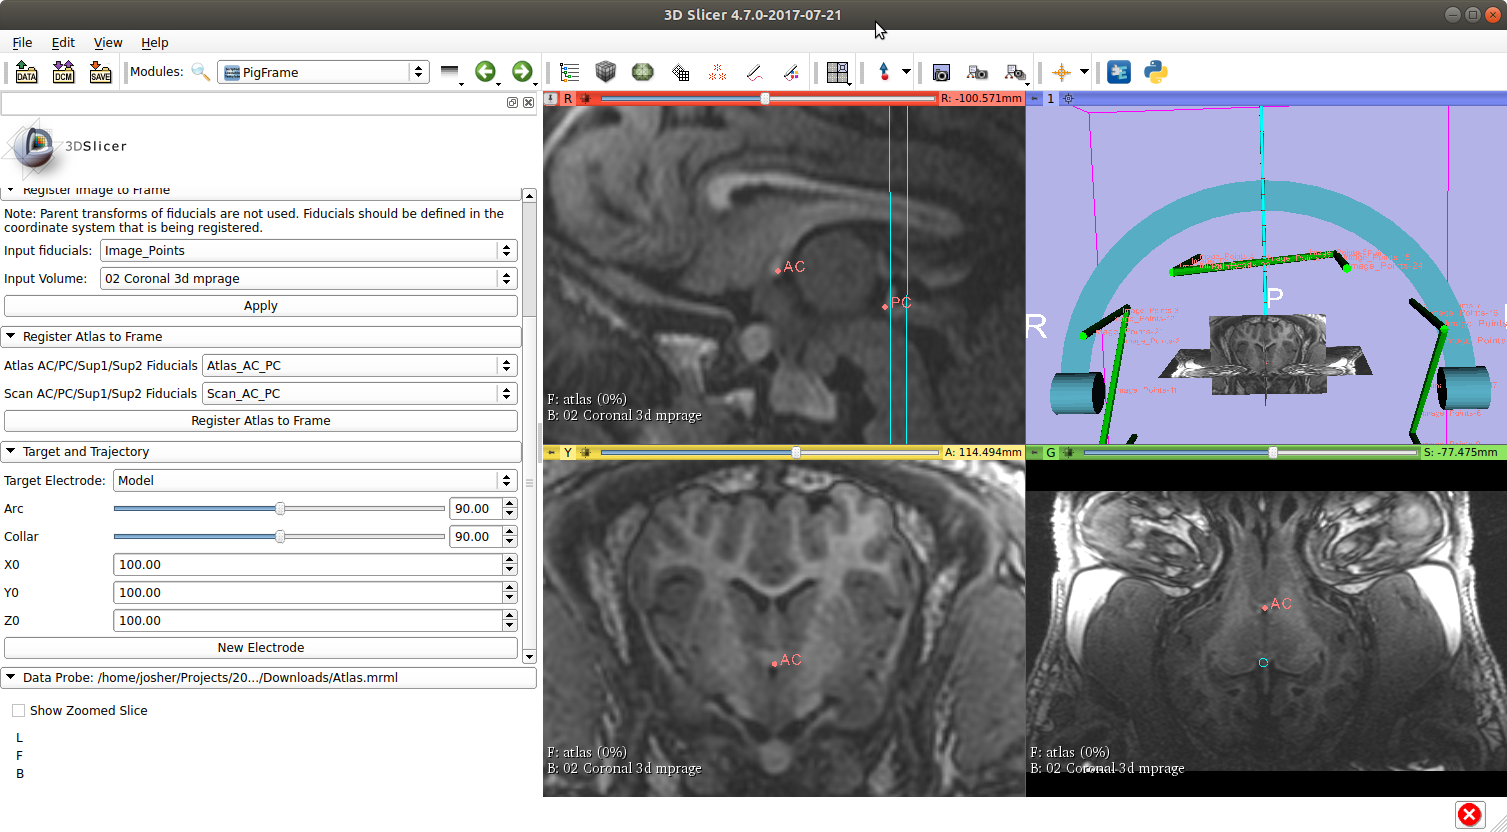 3D Slicer 4.7.0-2017-07-21
File Edit View Help
DATA DCM SAVE Modules: PigFrame
3DSlicer
Register Image to Frame
Note: Parent transforms of fiducials are not used. Fiducials should be defined in the
coordinate system that is being registered.
Input fiducials: Image_Points
Input Volume: 02 Coronal 3d mprage
Apply
Register Atlas to Frame
Atlas AC/PC/Sup1/Sup2 Fiducials Atlas_AC_PC
Scan AC/PC/Sup1/Sup2 Fiducials Scan_AC_PC
Register Atlas to Frame
Target and Trajectory
Target Electrode: Model
Arc 90.00
Collar 90.00
X0 100.00
Y0 100.00
Z0 100.00
New Electrode
Data Probe: /home/josher/Projects/20.../Downloads/Atlas.mrml
Show Zoomed Slice
L
F
B
R R: -100.571mm
AC
PC
F: atlas (0%)
B: 02 Coronal 3d mprage
1
R
P
Y A: 114.494mm
AC
F: atlas (0%)
B: 02 Coronal 3d mprage
G S: -77.475mm
AC
F: atlas (0%)
B: 02 Coronal 3d mprage